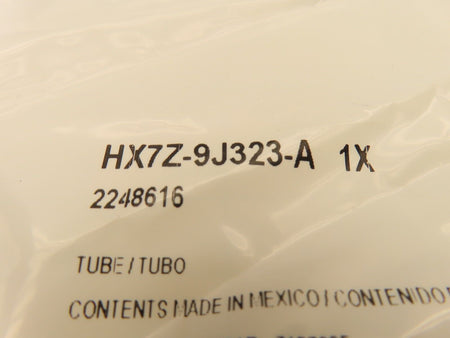 HX7Z-9J323-A 1X
2248616
TUBE / TUBO
CONTENTS MADE IN MEXICO / CONTENIDO